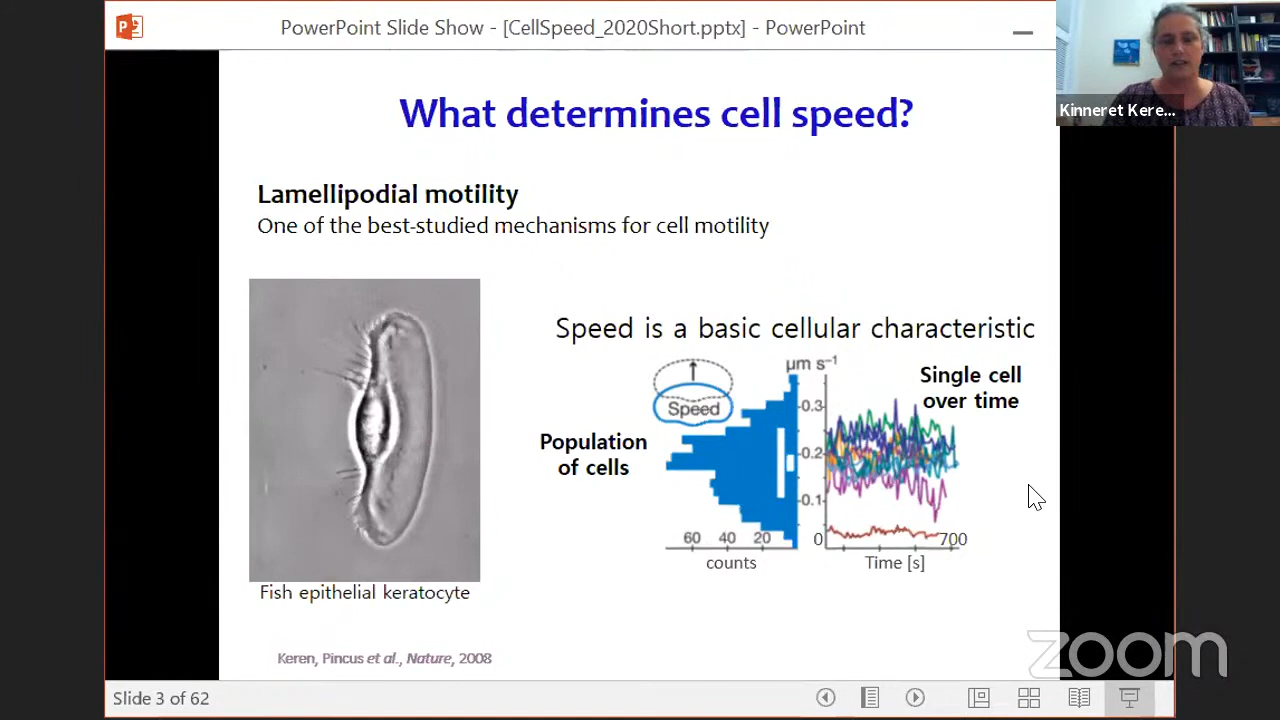 PowerPoint Slide Show - [CellSpeed_2020Short.pptx] - PowerPoint
Kinneret Kere...
What determines cell speed?
Lamellipodial motility
One of the best-studied mechanisms for cell motility
Speed is a basic cellular characteristic
µm s⁻¹
Single cell
over time
Speed
Population
of cells
0.3
0.2
0.1
0
60 40 20
700
counts
Time [s]
Fish epithelial keratocyte
Keren, Pincus et al., Nature, 2008
zoom
Slide 3 of 62